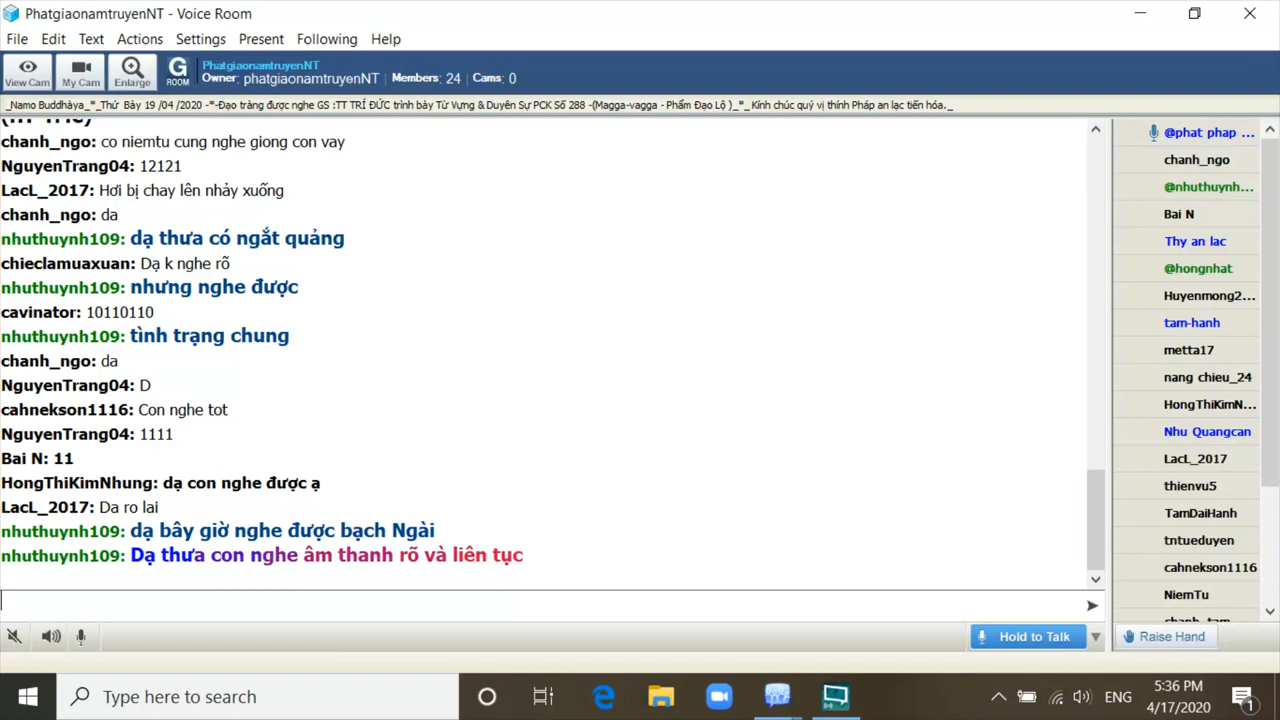 PhatgiaonamtruyenNT - Voice Room
File Edit Text Actions Settings Present Following Help
View Cam My Cam Enlarge G ROOM
PhatgiaonamtruyenNT
Owner: phatgiaonamtruyenNT | Members: 24 | Cams: 0
_Namo Buddhàya_*_Thứ Bảy 19 /04 /2020 -*-Đạo tràng được nghe GS :TT TRÍ ĐỨC trình bày Từ Vựng & Duyên Sự PCK Số 288 -(Magga-vagga - Phẩm Đạo Lộ )_*_ Kính chúc quý vị thính Pháp an lạc tiến hóa._
chanh_ngo: co niemtu cung nghe giong con vay
NguyenTrang04: 12121
LacL_2017: Hơi bị chay lên nhảy xuống
chanh_ngo: da
nhuthuynh109: dạ thưa có ngắt quảng
chieclamuaxuan: Dạ k nghe rõ
nhuthuynh109: nhưng nghe được
cavinator: 10110110
nhuthuynh109: tình trạng chung
chanh_ngo: da
NguyenTrang04: D
cahnekson1116: Con nghe tot
NguyenTrang04: 1111
Bai N: 11
HongThiKimNhung: dạ con nghe được ạ
LacL_2017: Da ro lai
nhuthuynh109: dạ bây giờ nghe được bạch Ngài
nhuthuynh109: Dạ thưa con nghe âm thanh rõ và liên tục
@phat phap ...
chanh_ngo
@nhuthuynh...
Bai N
Thy an lac
@hongnhat
Huyenmong2...
tam-hanh
metta17
nang chieu_24
HongThiKimN...
Nhu Quangcan
LacL_2017
thienvu5
TamDaiHanh
tntueduyen
cahnekson1116
NiemTu
Hold to Talk
Raise Hand
Type here to search
ENG
5:36 PM
4/17/2020
1